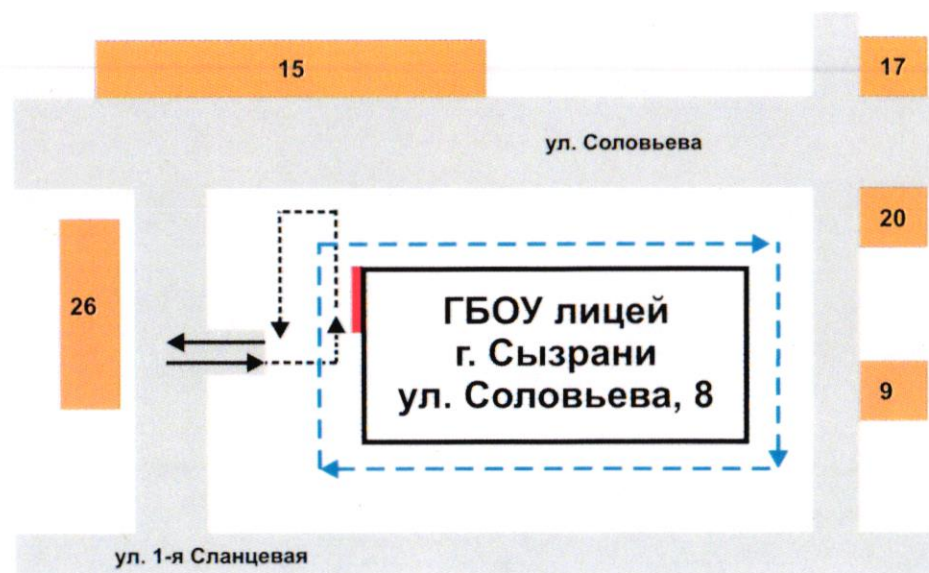 15
17
ул. Соловьева
20
26
ГБОУ лицей
г. Сызрани
ул. Соловьева, 8
9
ул. 1-я Сланцевая